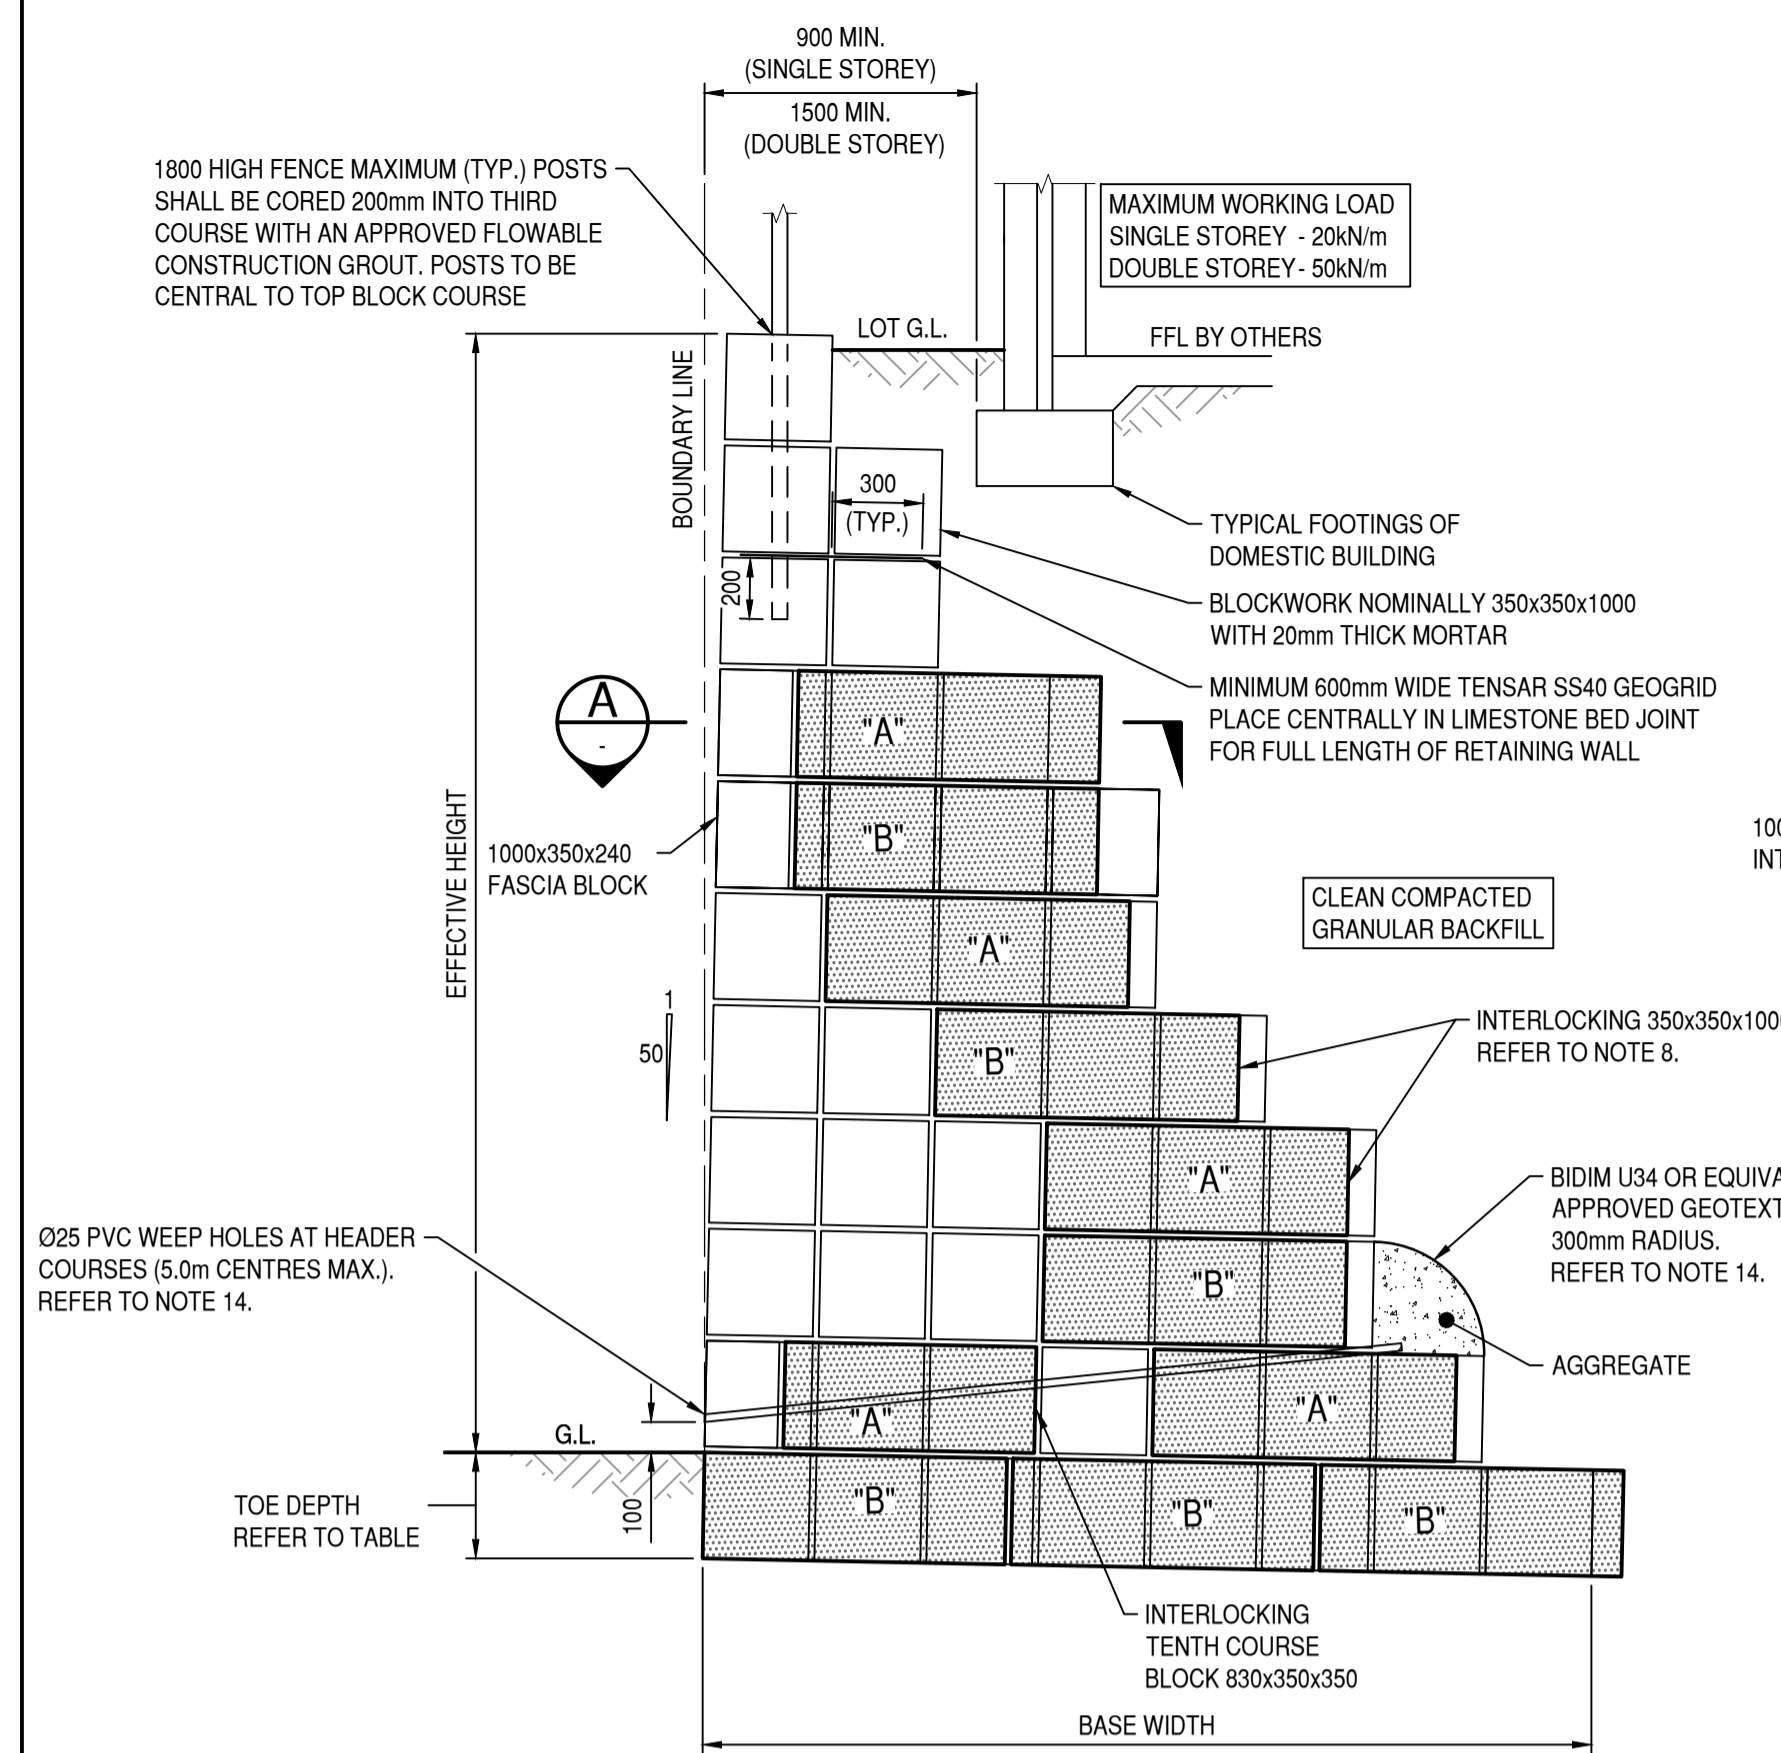 900 MIN.
(SINGLE STOREY)
1500 MIN.
(DOUBLE STOREY)
1800 HIGH FENCE MAXIMUM (TYP.) POSTS
SHALL BE CORED 200mm INTO THIRD
COURSE WITH AN APPROVED FLOWABLE
CONSTRUCTION GROUT. POSTS TO BE
CENTRAL TO TOP BLOCK COURSE
MAXIMUM WORKING LOAD
SINGLE STOREY - 20kN/m
DOUBLE STOREY - 50kN/m
LOT G.L.
FFL BY OTHERS
BOUNDARY LINE
300
(TYP.)
200
TYPICAL FOOTINGS OF
DOMESTIC BUILDING
BLOCKWORK NOMINALLY 350x350x1000
WITH 20mm THICK MORTAR
MINIMUM 600mm WIDE TENSAR SS40 GEOGRID
PLACE CENTRALLY IN LIMESTONE BED JOINT
FOR FULL LENGTH OF RETAINING WALL
A
-
"A"
"B"
EFFECTIVE HEIGHT
1000x350x240
FASCIA BLOCK
100
INT
CLEAN COMPACTED
GRANULAR BACKFILL
"A"
1
50
"B"
INTERLOCKING 350x350x100
REFER TO NOTE 8.
"A"
BIDIM U34 OR EQUIVA
APPROVED GEOTEXT
300mm RADIUS.
REFER TO NOTE 14.
Ø25 PVC WEEP HOLES AT HEADER
COURSES (5.0m CENTRES MAX.).
REFER TO NOTE 14.
"B"
AGGREGATE
"A"
"A"
G.L.
100
TOE DEPTH
REFER TO TABLE
"B"
"B"
"B"
INTERLOCKING
TENTH COURSE
BLOCK 830x350x350
BASE WIDTH